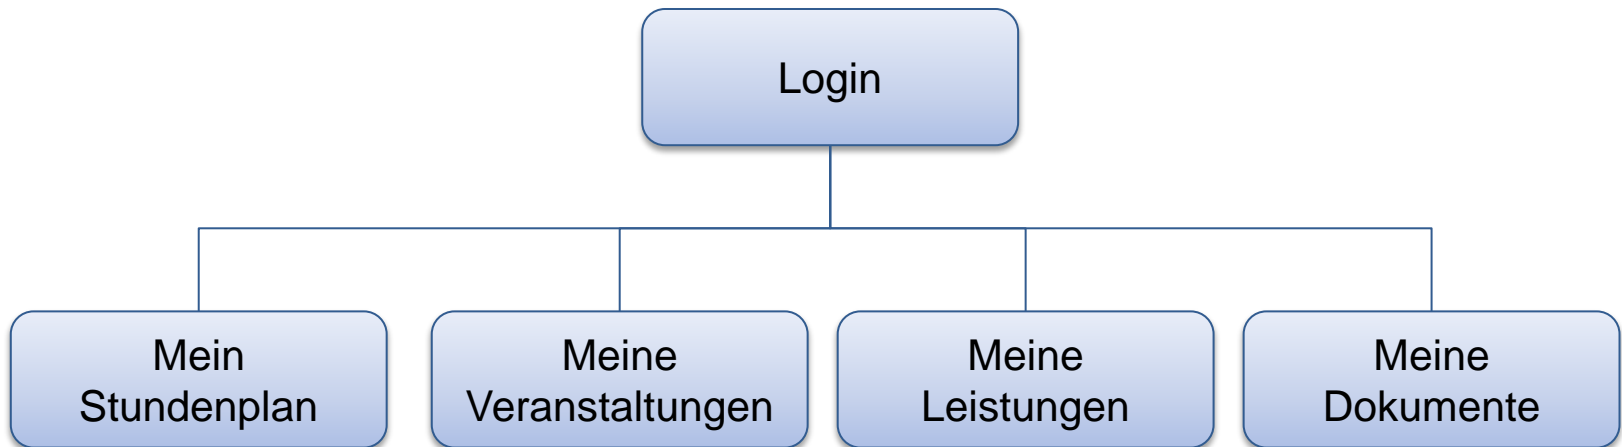 Login
Mein
Stundenplan
Meine
Veranstaltungen
Meine
Leistungen
Meine
Dokumente